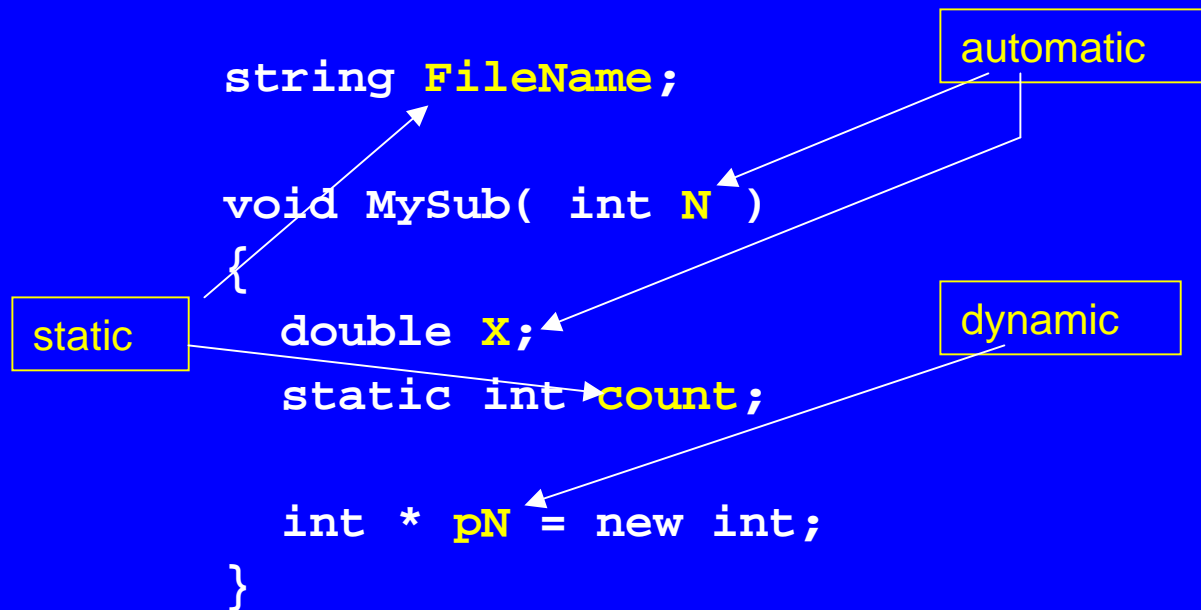 automatic
string FileName;
void MySub( int N )
{
static
double X;
dynamic
static int count;
int * pN = new int;
}